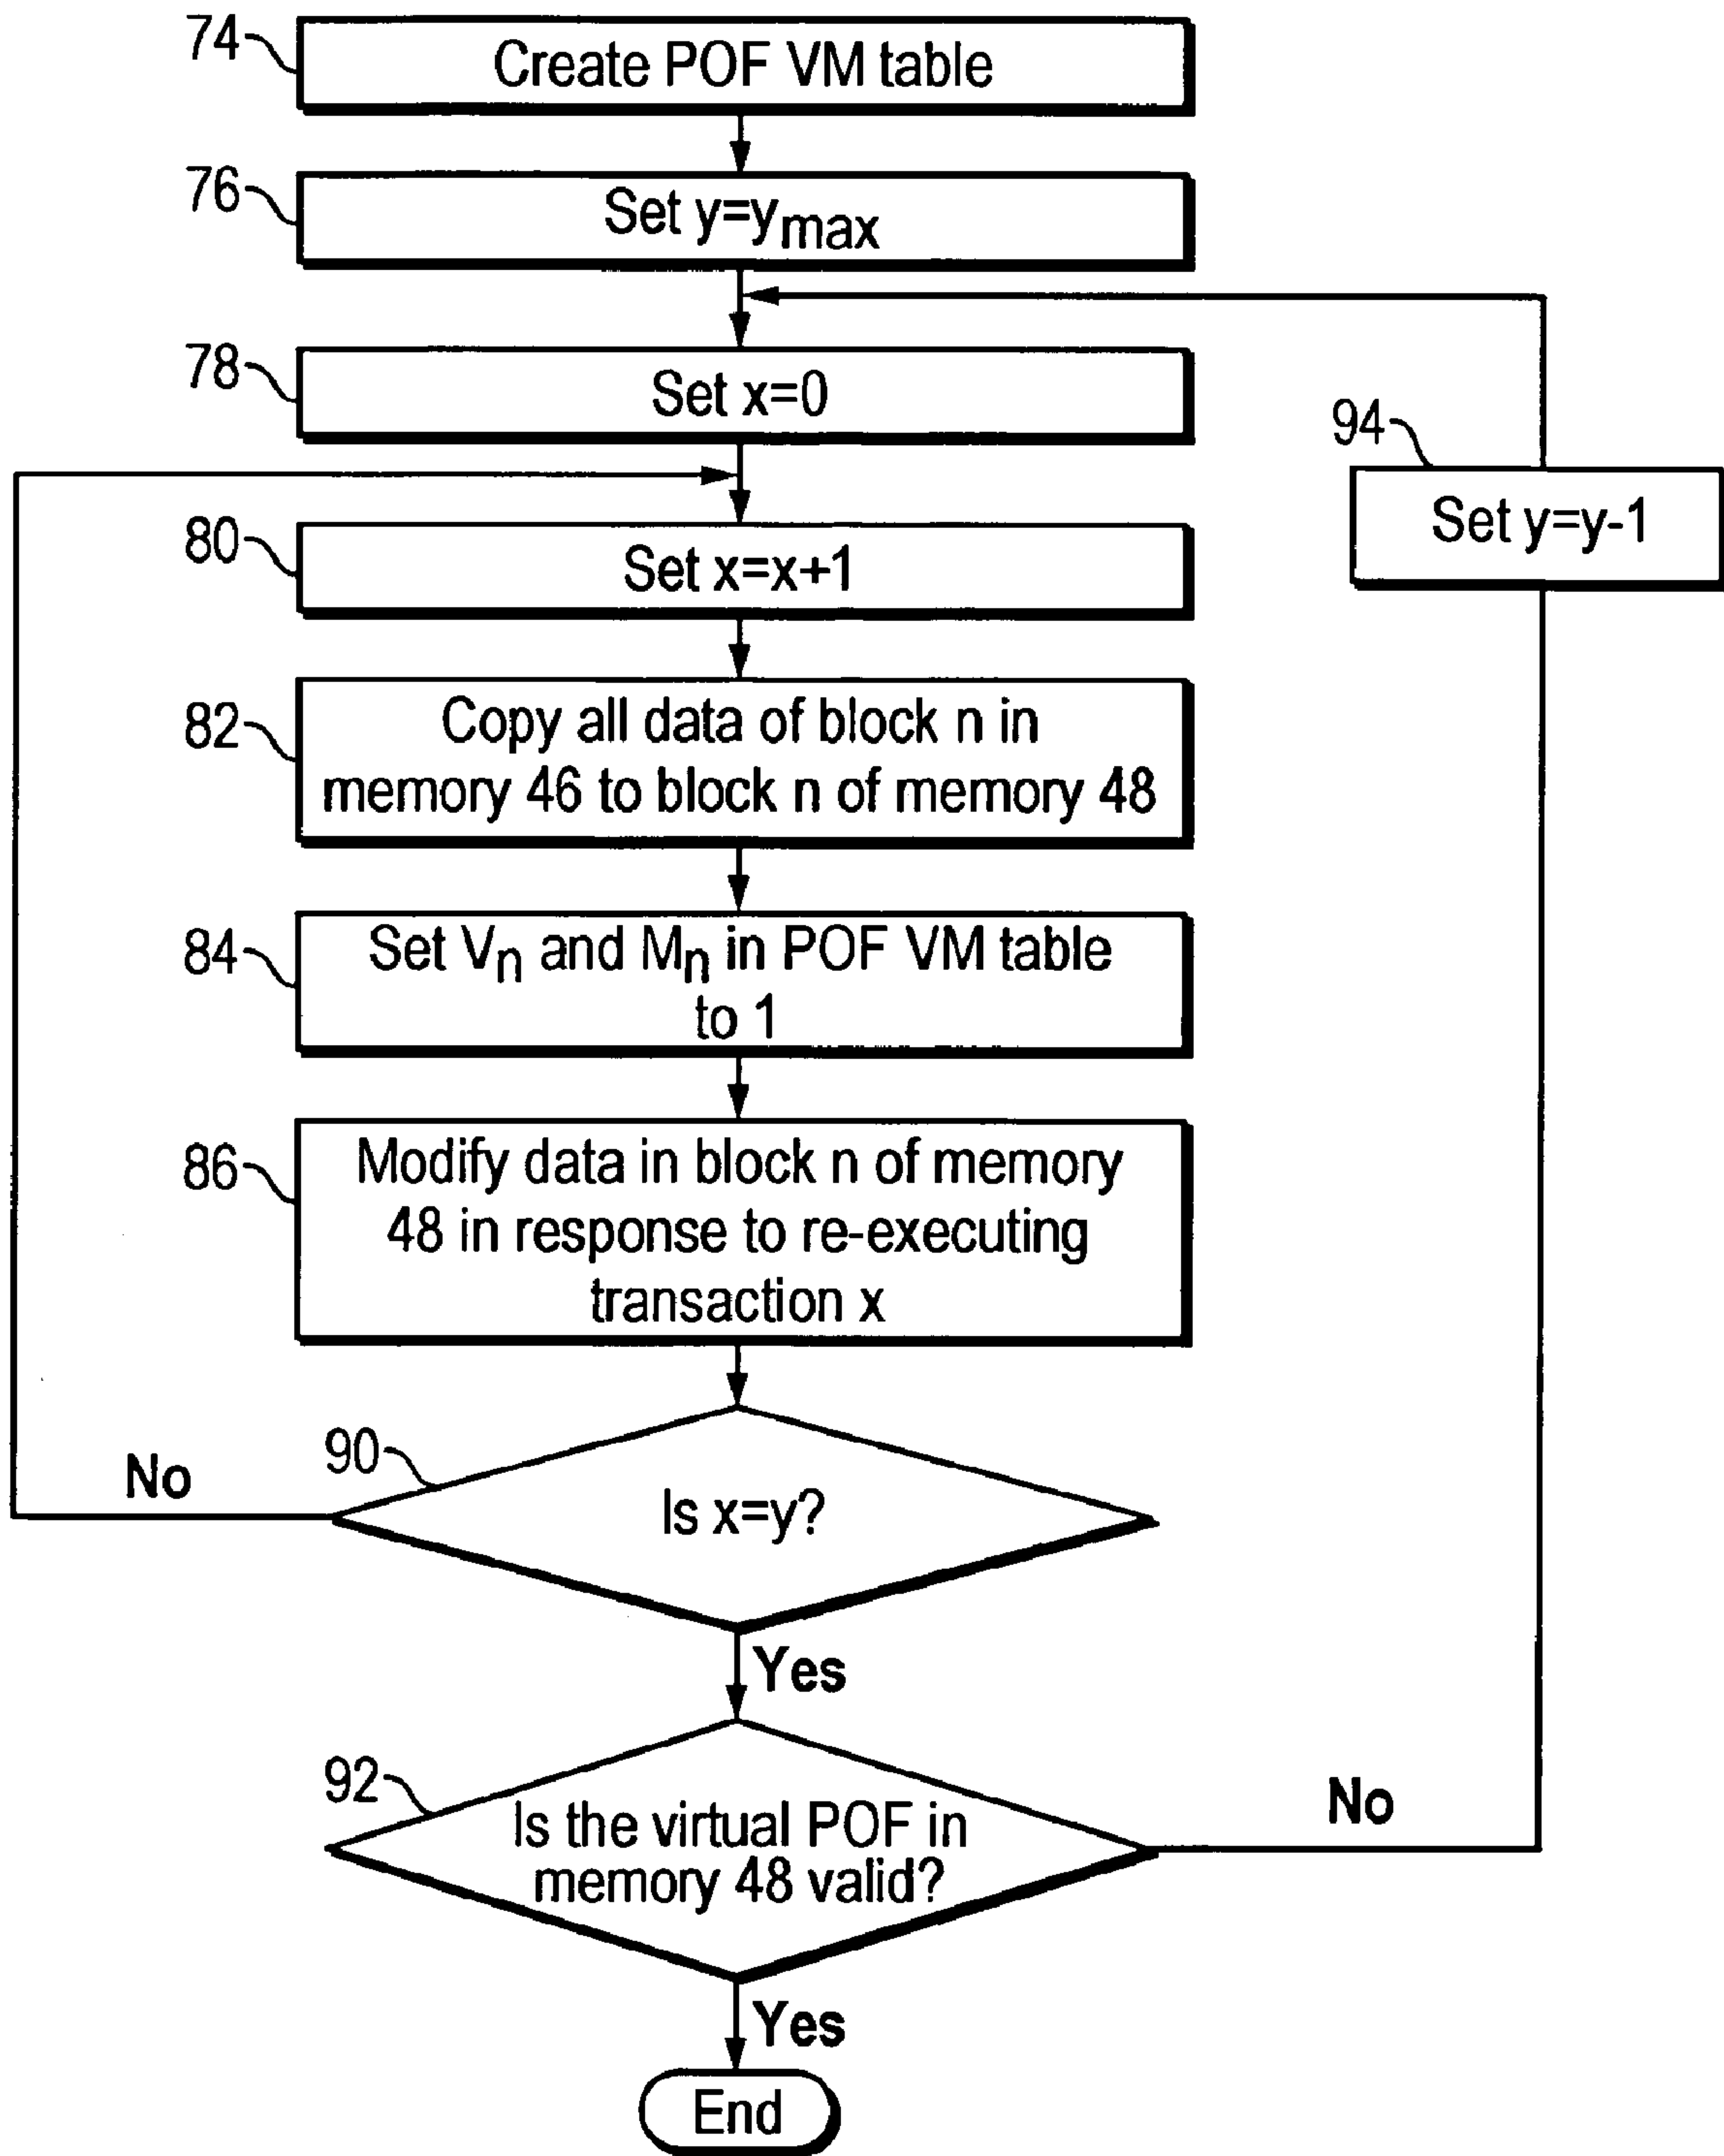 74
Create POF VM table
76
Set y=ymax
78
Set x=0
94
Set y=y-1
80
Set x=x+1
82
Copy all data of block n in
memory 46 to block n of memory 48
84
Set Vn and Mn in POF VM table
to 1
86
Modify data in block n of memory
48 in response to re-executing
transaction x
90
No
Is x=y?
Yes
92
Is the virtual POF in
memory 48 valid?
No
Yes
End